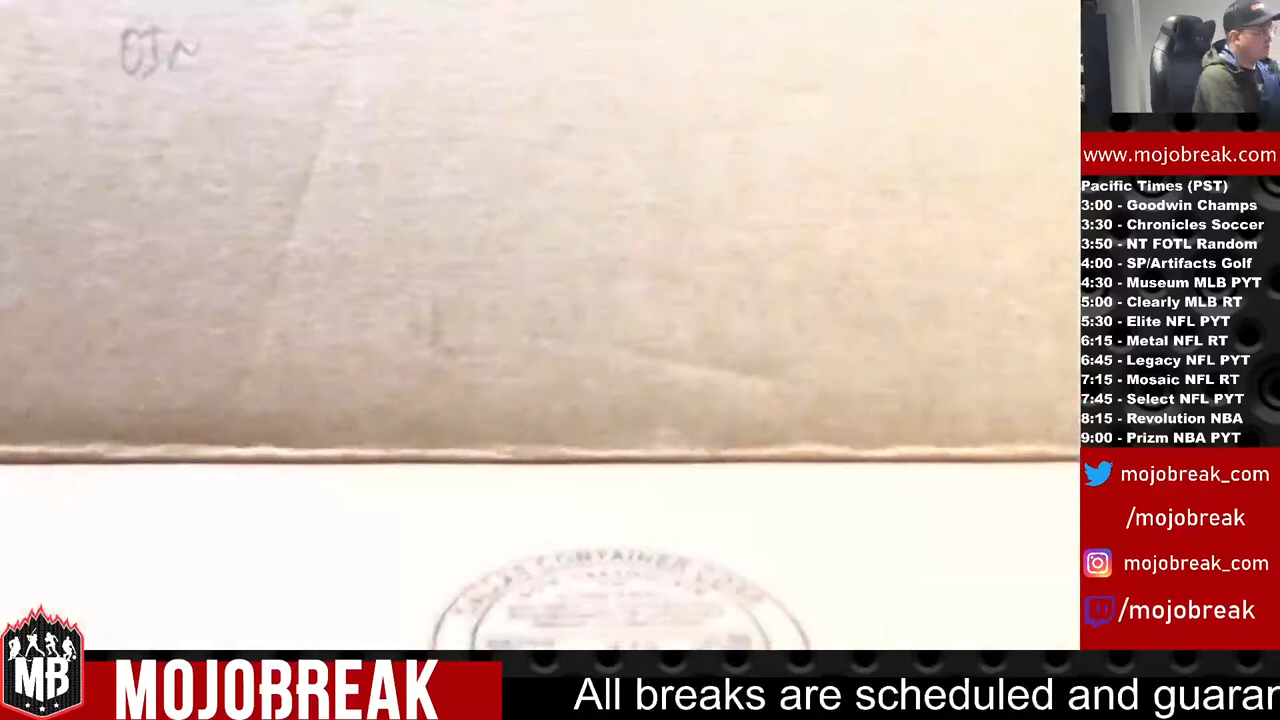 www.mojobreak.com
Pacific Times (PST)
3:00 - Goodwin Champs
3:30 - Chronicles Soccer
3:50 - NT FOTL Random
4:00 - SP/Artifacts Golf
4:30 - Museum MLB PYT
5:00 - Clearly MLB RT
5:30 - Elite NFL PYT
6:15 - Metal NFL RT
6:45 - Legacy NFL PYT
7:15 - Mosaic NFL RT
7:45 - Select NFL PYT
8:15 - Revolution NBA
9:00 - Prizm NBA PYT
mojobreak_com
/mojobreak
mojobreak_com
/mojobreak
CONTAINER
MB
MOJOBREAK
All breaks are scheduled and guarar